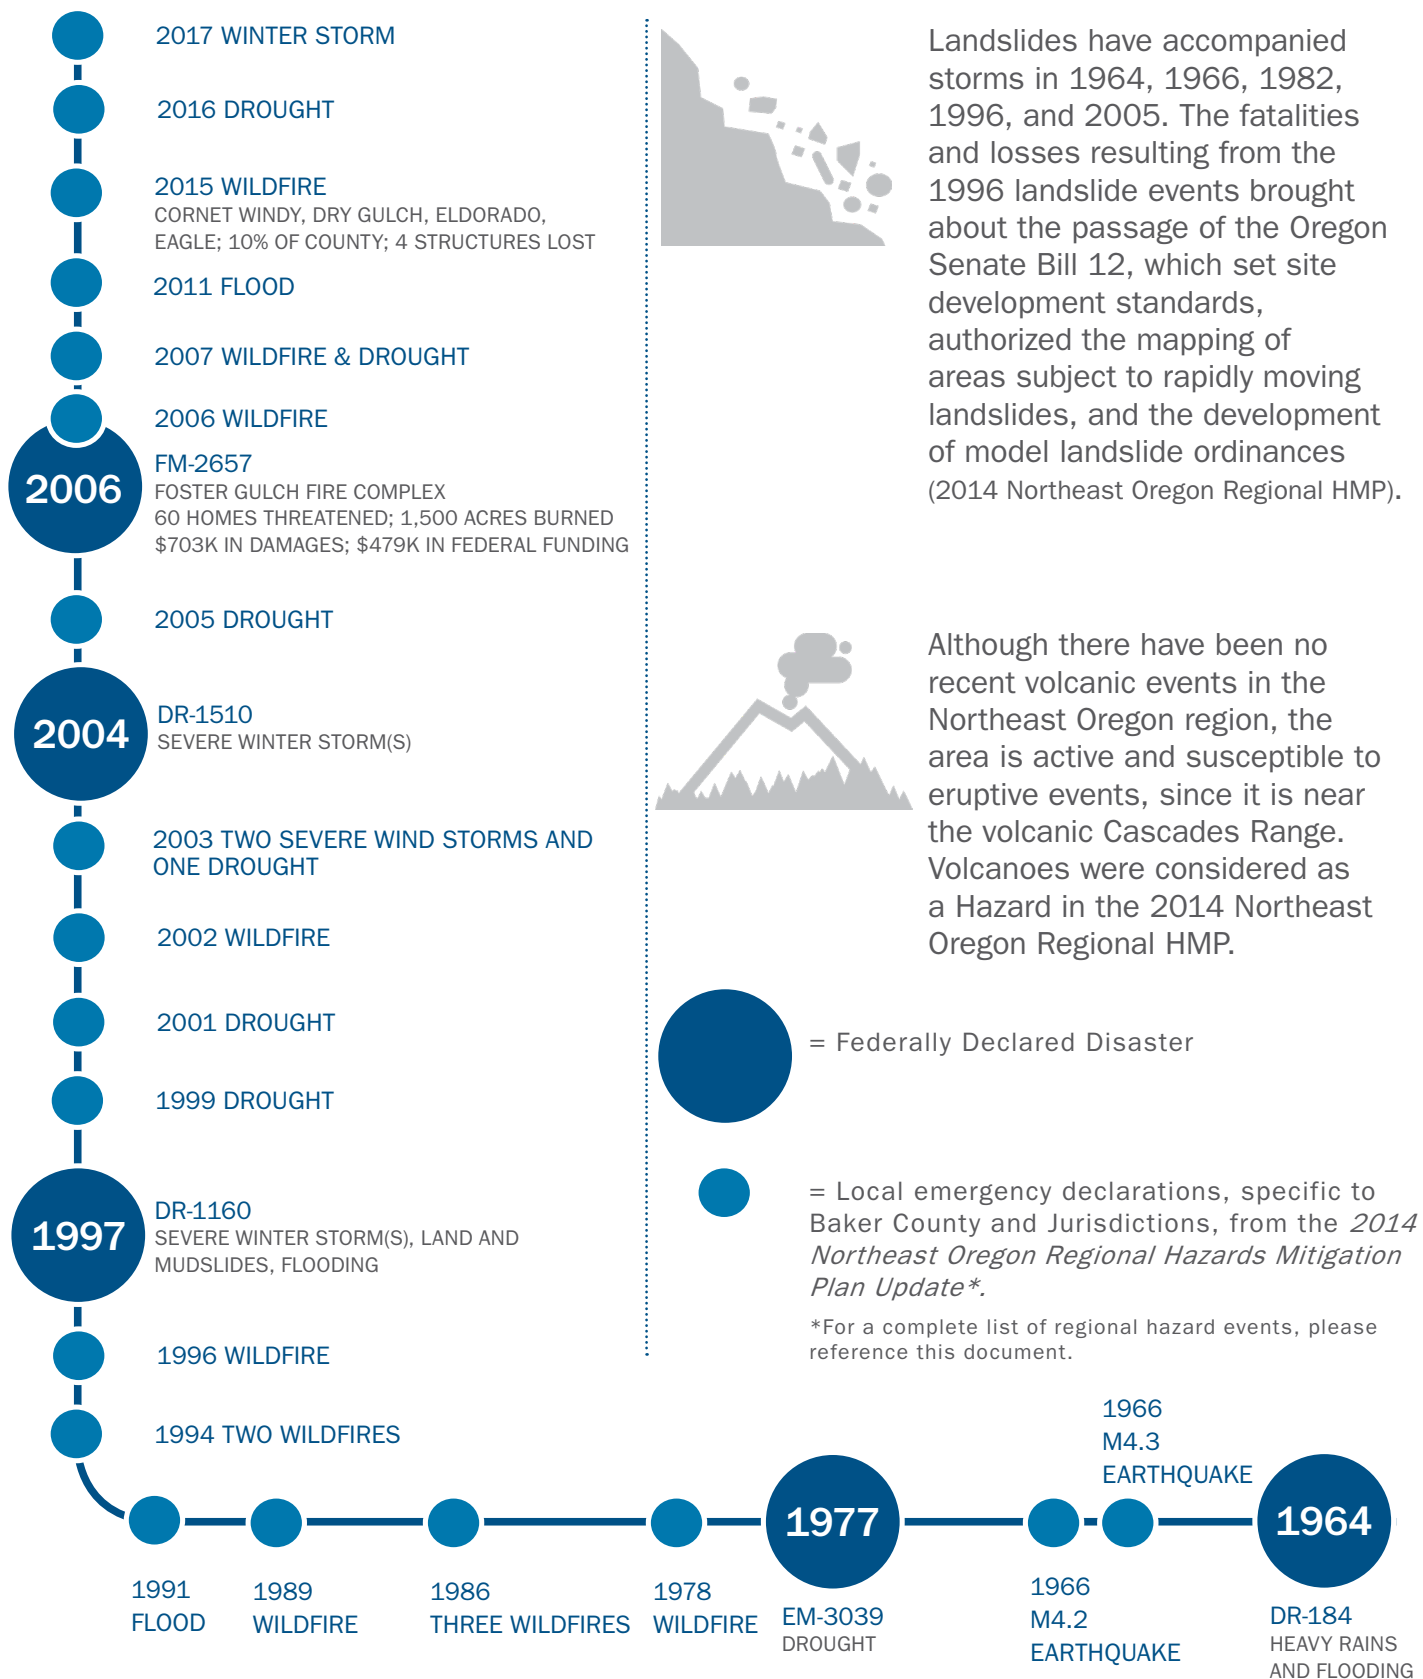 2017 WINTER STORM
2016 DROUGHT
2015 WILDFIRE
CORNET WINDY, DRY GULCH, ELDORADO,
EAGLE; 10% OF COUNTY; 4 STRUCTURES LOST
2011 FLOOD
2007 WILDFIRE & DROUGHT
2006 WILDFIRE
2006
FM-2657
FOSTER GULCH FIRE COMPLEX
60 HOMES THREATENED; 1,500 ACRES BURNED
$703K IN DAMAGES; $479K IN FEDERAL FUNDING
2005 DROUGHT
2004
DR-1510
SEVERE WINTER STORM(S)
2003 TWO SEVERE WIND STORMS AND
ONE DROUGHT
2002 WILDFIRE
2001 DROUGHT
1999 DROUGHT
1997
DR-1160
SEVERE WINTER STORM(S), LAND AND
MUDSLIDES, FLOODING
1996 WILDFIRE
1994 TWO WILDFIRES
1991
FLOOD
1989
WILDFIRE
1986
THREE WILDFIRES
1978
WILDFIRE
1977
EM-3039
DROUGHT
1966
M4.2
EARTHQUAKE
1966
M4.3
EARTHQUAKE
1964
DR-184
HEAVY RAINS
AND FLOODING
Landslides have accompanied
storms in 1964, 1966, 1982,
1996, and 2005. The fatalities
and losses resulting from the
1996 landslide events brought
about the passage of the Oregon
Senate Bill 12, which set site
development standards,
authorized the mapping of
areas subject to rapidly moving
landslides, and the development
of model landslide ordinances
(2014 Northeast Oregon Regional HMP).
Although there have been no
recent volcanic events in the
Northeast Oregon region, the
area is active and susceptible to
eruptive events, since it is near
the volcanic Cascades Range.
Volcanoes were considered as
a Hazard in the 2014 Northeast
Oregon Regional HMP.
= Federally Declared Disaster
= Local emergency declarations, specific to
Baker County and Jurisdictions, from the 2014
Northeast Oregon Regional Hazards Mitigation
Plan Update*.
*For a complete list of regional hazard events, please
reference this document.